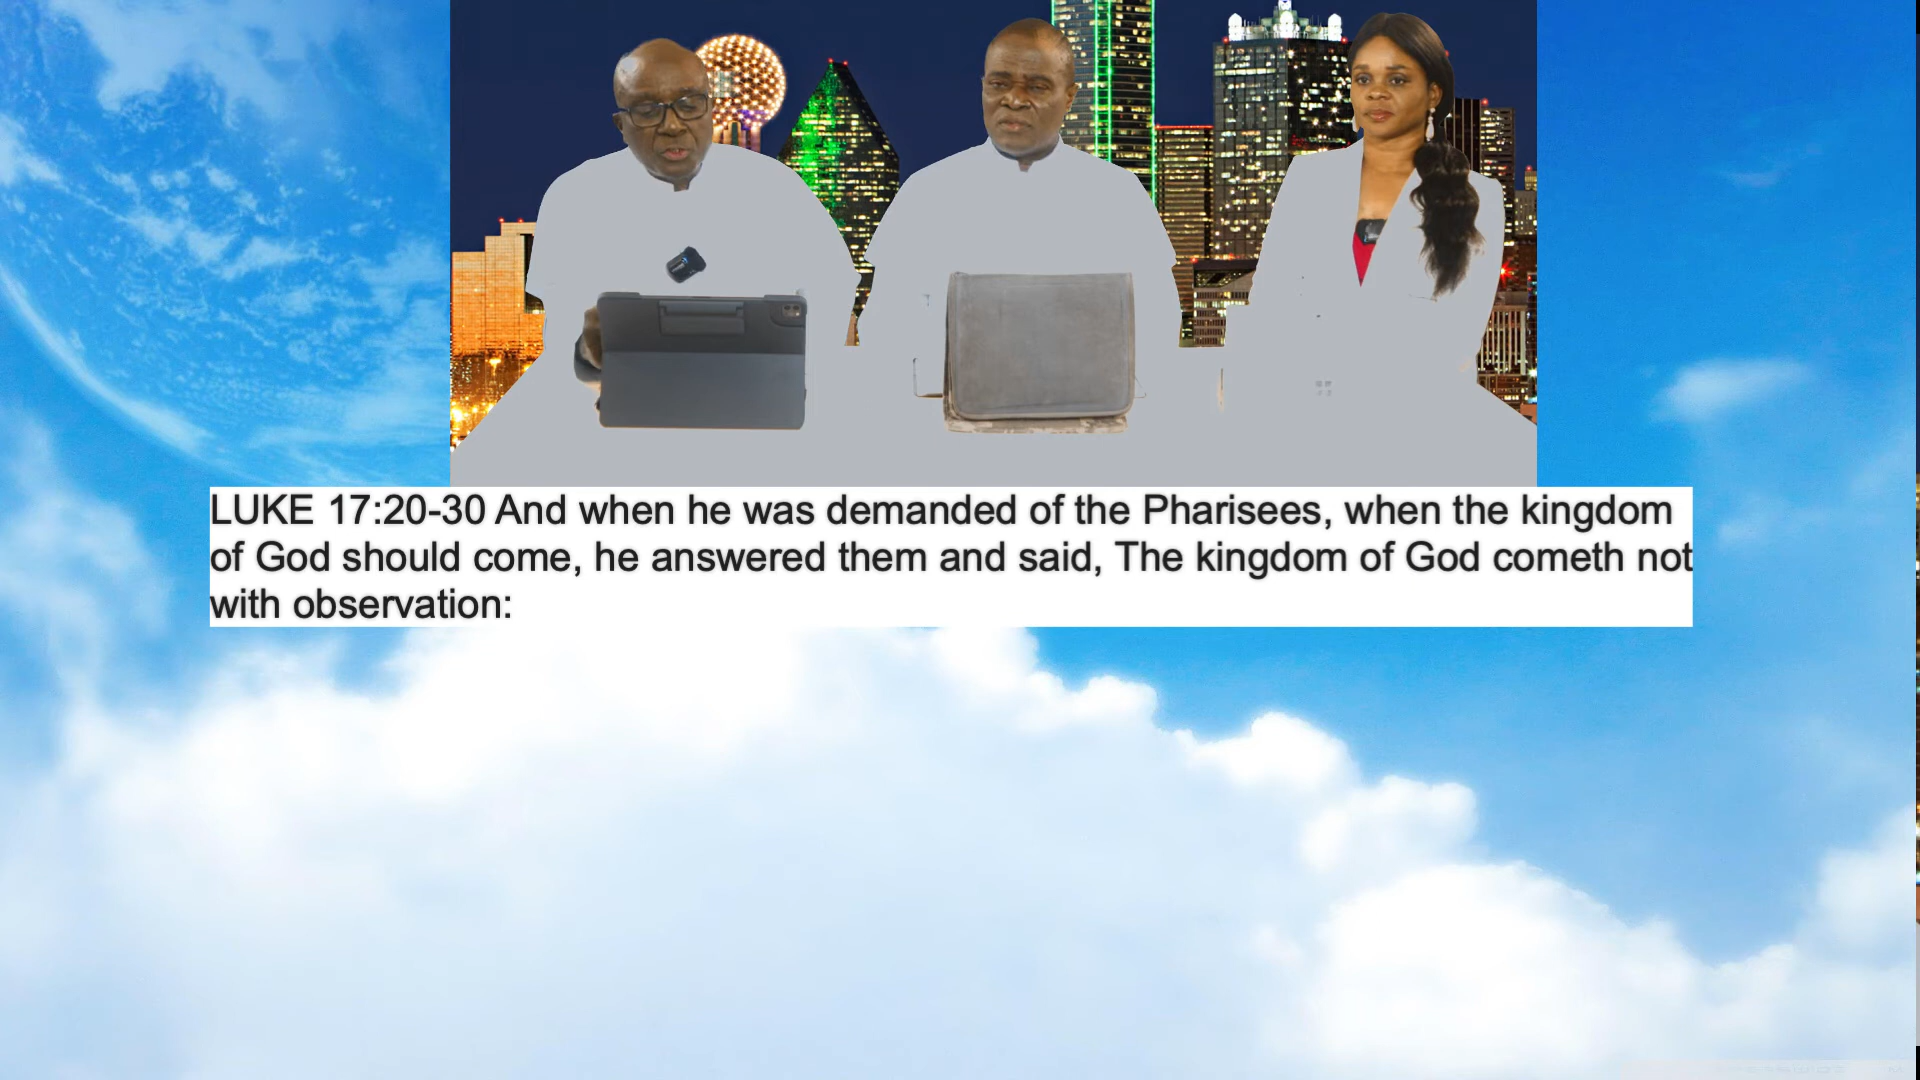 LUKE 17:20-30 And when he was demanded of the Pharisees, when the kingdom
of God should come, he answered them and said, The kingdom of God cometh not
with observation: